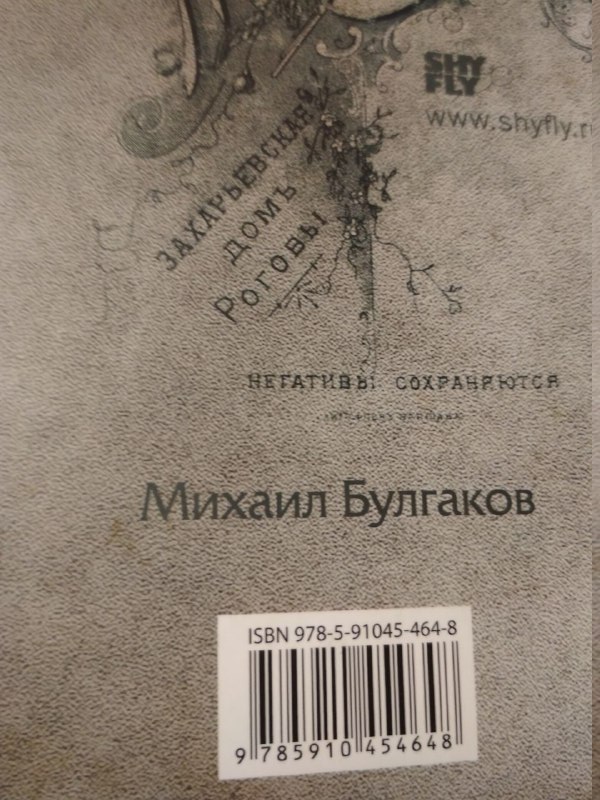 SHY
FLY
www.shyfly.ru
ЗАХАРЬЕВСКАЯ
ДОМЪ
РОГОВЫ
НЕГАТИВЫ СОХРАНЯЮТСЯ
Михаил Булгаков
ISBN 978-5-91045-464-8
9 785910 454648